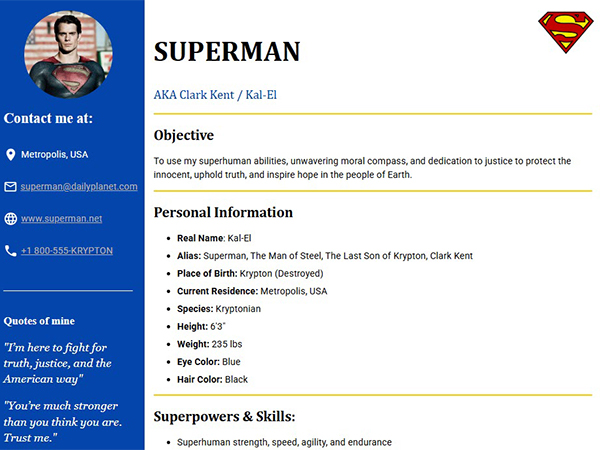 Contact me at:
Metropolis, USA
superman@dailyplanet.com
www.superman.net
+1 800-555-KRYPTON
Quotes of mine
"I'm here to fight for
truth, justice, and the
American way"
"You're much stronger
than you think you are.
Trust me."
SUPERMAN
AKA Clark Kent / Kal-El
Objective
To use my superhuman abilities, unwavering moral compass, and dedication to justice to protect the
innocent, uphold truth, and inspire hope in the people of Earth.
Personal Information
• Real Name: Kal-El
• Alias: Superman, The Man of Steel, The Last Son of Krypton, Clark Kent
• Place of Birth: Krypton (Destroyed)
• Current Residence: Metropolis, USA
• Species: Kryptonian
• Height: 6'3"
• Weight: 235 lbs
• Eye Color: Blue
• Hair Color: Black
Superpowers & Skills:
• Superhuman strength, speed, agility, and endurance